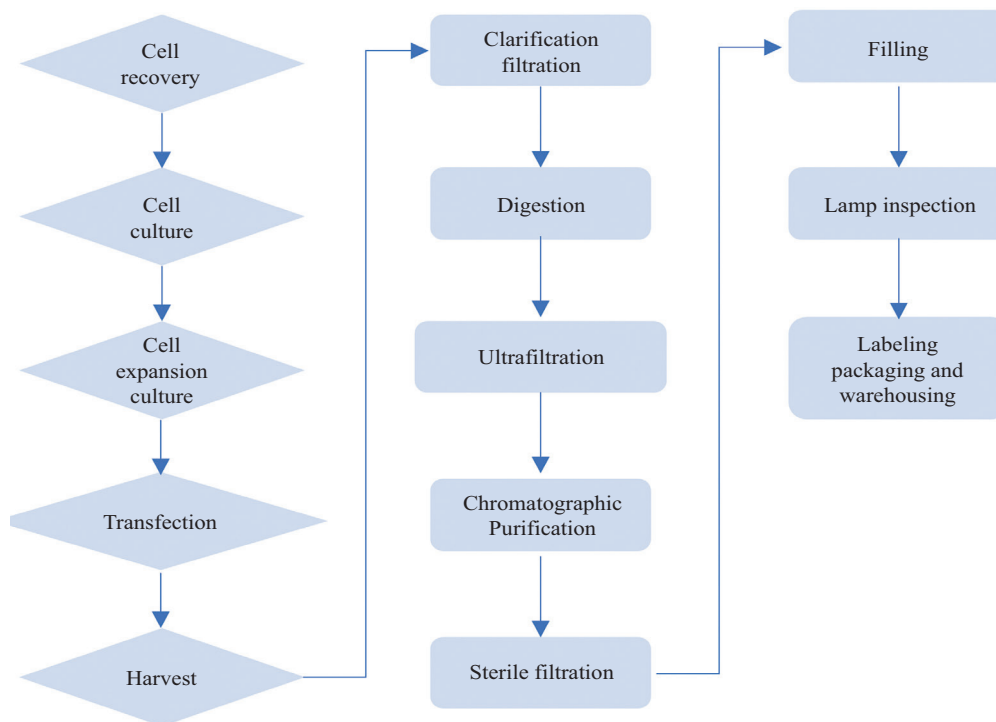 Cell
recovery
Cell
culture
Cell
expansion
culture
Transfection
Harvest
Clarification
filtration
Digestion
Ultrafiltration
Chromatographic
Purification
Sterile filtration
Filling
Lamp inspection
Labeling
packaging and
warehousing